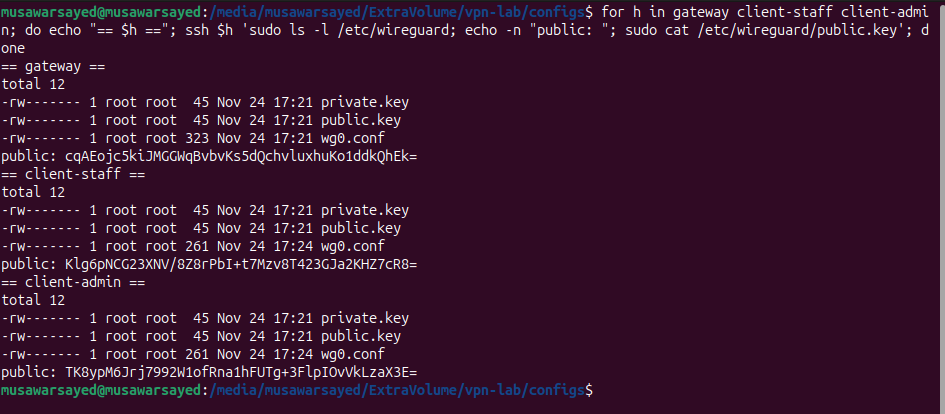 musawarsayed@musawarsayed:/media/musawarsayed/ExtraVolume/vpn-lab/configs$ for h in gateway client-staff client-admi
n; do echo "== $h =="; ssh $h 'sudo ls -l /etc/wireguard; echo -n "public: "; sudo cat /etc/wireguard/public.key'; d
one
== gateway ==
total 12
-rw------- 1 root root  45 Nov 24 17:21 private.key
-rw------- 1 root root  45 Nov 24 17:21 public.key
-rw------- 1 root root 323 Nov 24 17:21 wg0.conf
public: cqAEojc5kiJMGGWqBvbvKs5dQchvluxhuKo1ddkQhEk=
== client-staff ==
total 12
-rw------- 1 root root  45 Nov 24 17:21 private.key
-rw------- 1 root root  45 Nov 24 17:21 public.key
-rw------- 1 root root 261 Nov 24 17:24 wg0.conf
public: Klg6pNCG23XNV/8Z8rPbI+t7Mzv8T423GJa2KHZ7cR8=
== client-admin ==
total 12
-rw------- 1 root root  45 Nov 24 17:21 private.key
-rw------- 1 root root  45 Nov 24 17:21 public.key
-rw------- 1 root root 261 Nov 24 17:24 wg0.conf
public: TK8ypM6Jrj7992W1ofRna1hFUTg+3FlpIOvVkLzaX3E=
musawarsayed@musawarsayed:/media/musawarsayed/ExtraVolume/vpn-lab/configs$